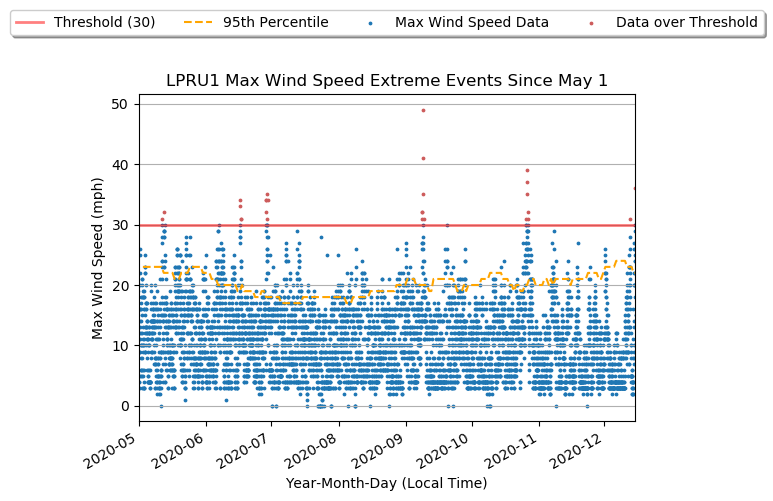 Threshold (30) 95th Percentile Max Wind Speed Data Data over Threshold
LPRU1 Max Wind Speed Extreme Events Since May 1
50
40
30
20
10
0
Max Wind Speed (mph)
2020-05 2020-06 2020-07 2020-08 2020-09 2020-10 2020-11 2020-12
Year-Month-Day (Local Time)